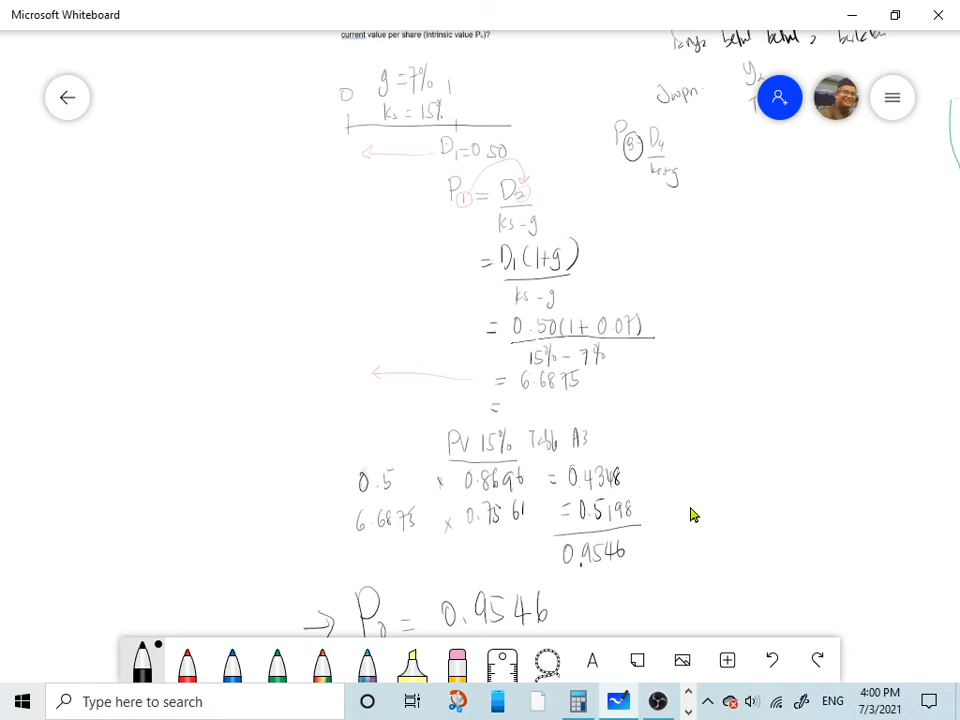 Microsoft Whiteboard
current value per share (intrinsic value P₀)?
g = 7%
0 1
ks = 15%
D₁ = 0.50
P₁ = D₂
ks - g
= D₁(1+g)
ks - g
= 0.50(1 + 0.07)
15% - 7%
= 6.6875
=
PV 15% Table A3
0.5 x 0.8696 = 0.4348
6.6875 x 0.7561 = 0.5198
0.9546
→ P₀ = 0.9546
Jwpn.
P₃ = D₄
ks-g
Type here to search
ENG
4:00 PM
7/3/2021